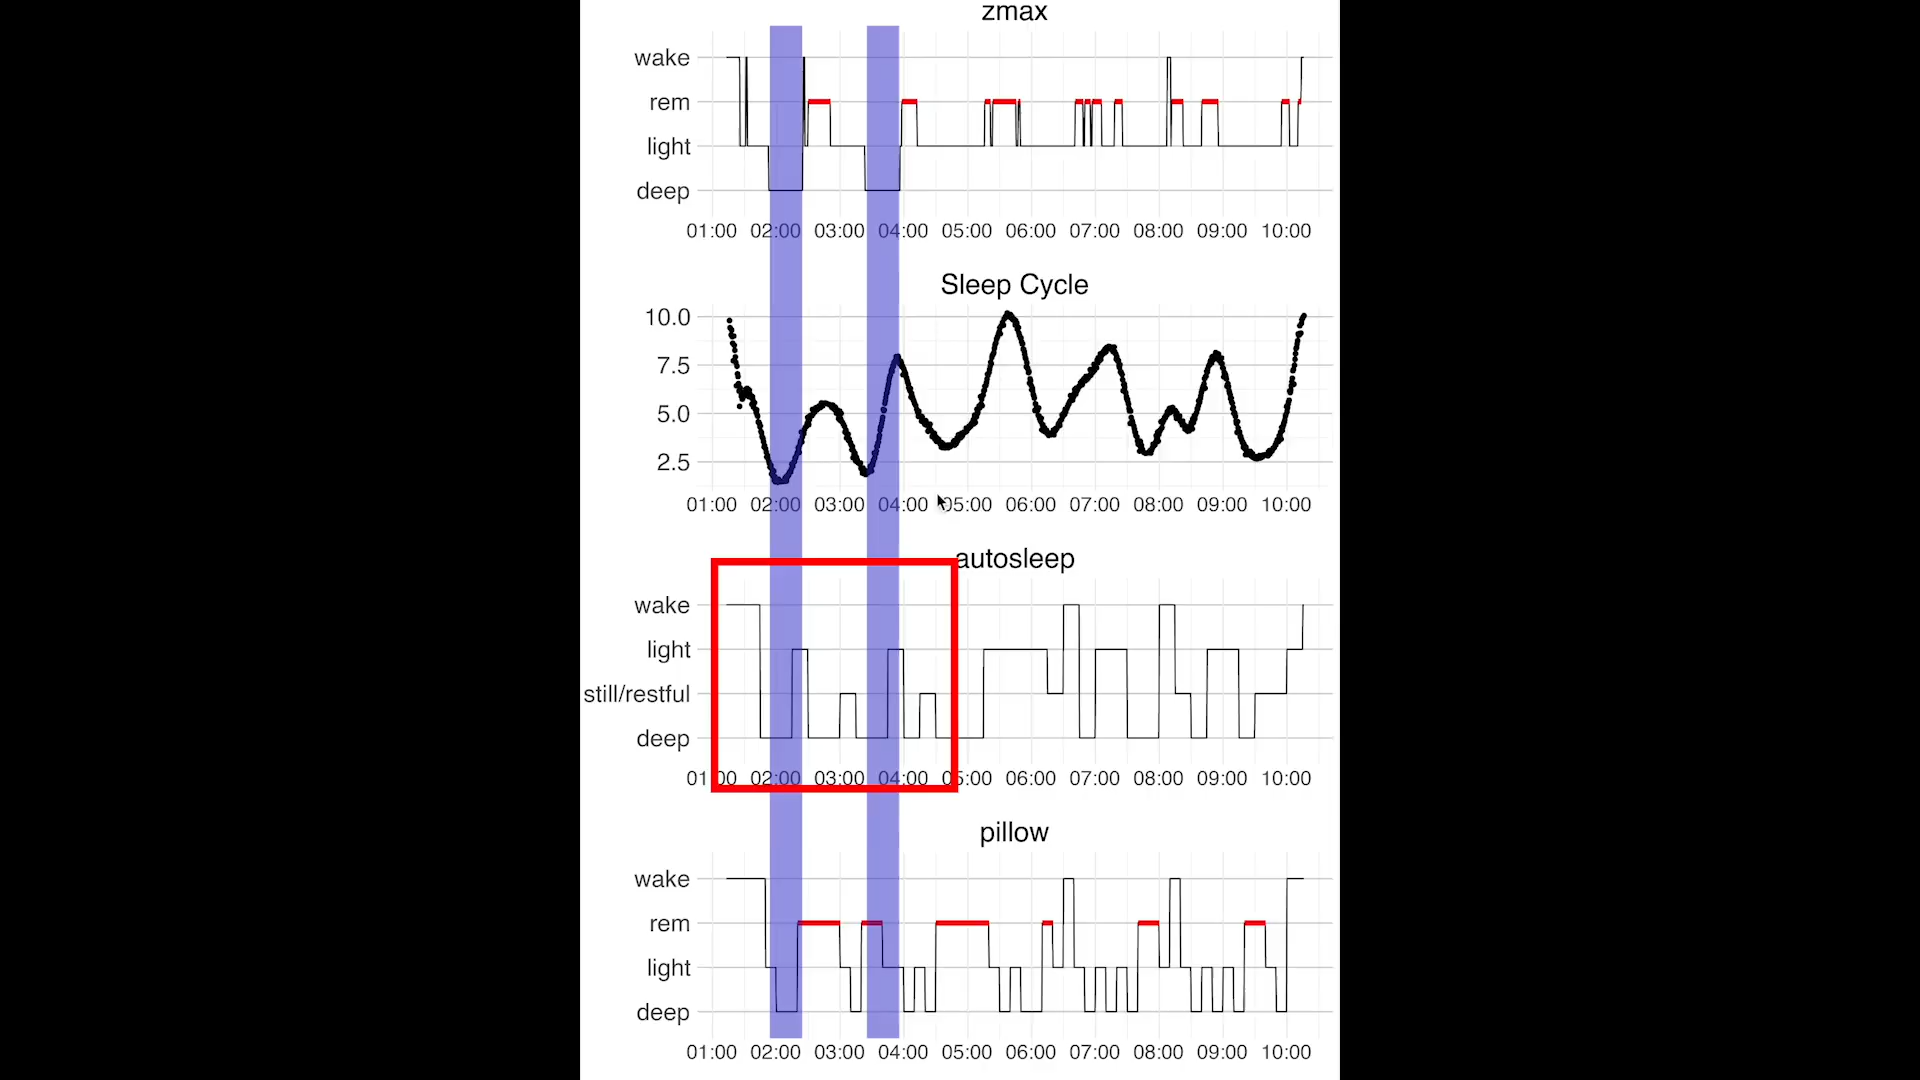 zmax
wake
rem
light
deep
01:00 02:00 03:00 04:00 05:00 06:00 07:00 08:00 09:00 10:00
Sleep Cycle
10.0
7.5
5.0
2.5
01:00 02:00 03:00 04:00 05:00 06:00 07:00 08:00 09:00 10:00
autosleep
wake
light
still/restful
deep
01:00 02:00 03:00 04:00 05:00 06:00 07:00 08:00 09:00 10:00
pillow
wake
rem
light
deep
01:00 02:00 03:00 04:00 05:00 06:00 07:00 08:00 09:00 10:00